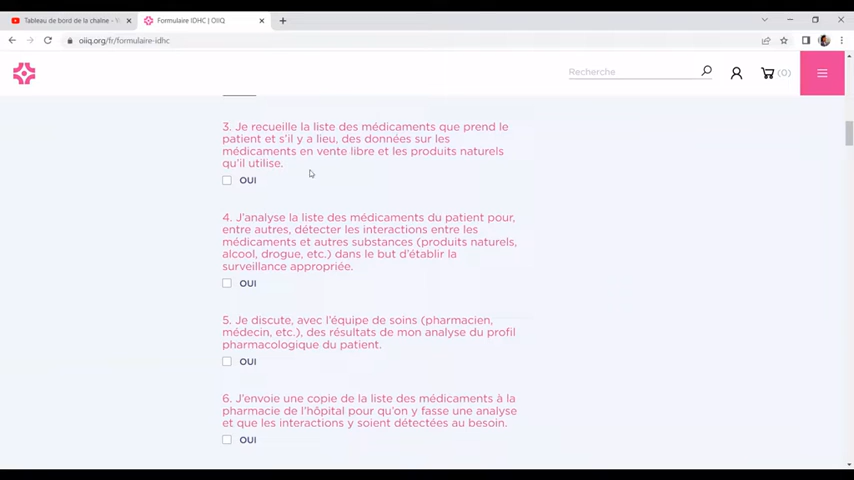 Tableau de bord de la chaîne - 
Formulaire IDHC | OIIQ
oiiq.org/fr/formulaire-idhc
Recherche
(0)
3. Je recueille la liste des médicaments que prend le
patient et s'il y a lieu, des données sur les
médicaments en vente libre et les produits naturels
qu'il utilise.
OUI
4. J'analyse la liste des médicaments du patient pour,
entre autres, détecter les interactions entre les
médicaments et autres substances (produits naturels,
alcool, drogue, etc.) dans le but d'établir la
surveillance appropriée.
OUI
5. Je discute, avec l'équipe de soins (pharmacien,
médecin, etc.), des résultats de mon analyse du profil
pharmacologique du patient.
OUI
6. J'envoie une copie de la liste des médicaments à la
pharmacie de l'hôpital pour qu'on y fasse une analyse
et que les interactions y soient détectées au besoin.
OUI